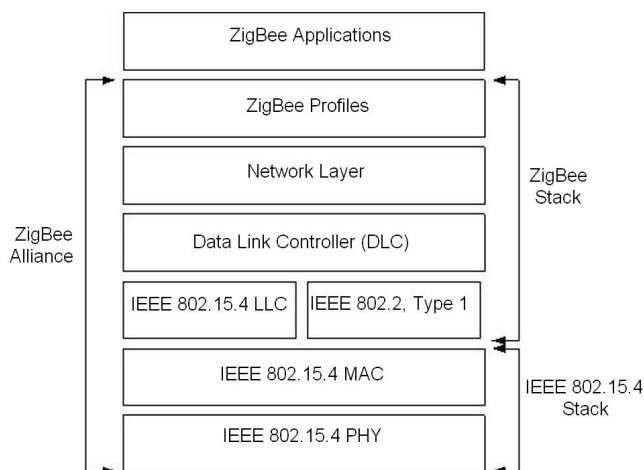 ZigBee Applications
ZigBee Profiles
Network Layer
Data Link Controller (DLC)
IEEE 802.15.4 LLC
IEEE 802.2, Type 1
IEEE 802.15.4 MAC
IEEE 802.15.4 PHY
ZigBee
Alliance
ZigBee
Stack
IEEE 802.15.4
Stack